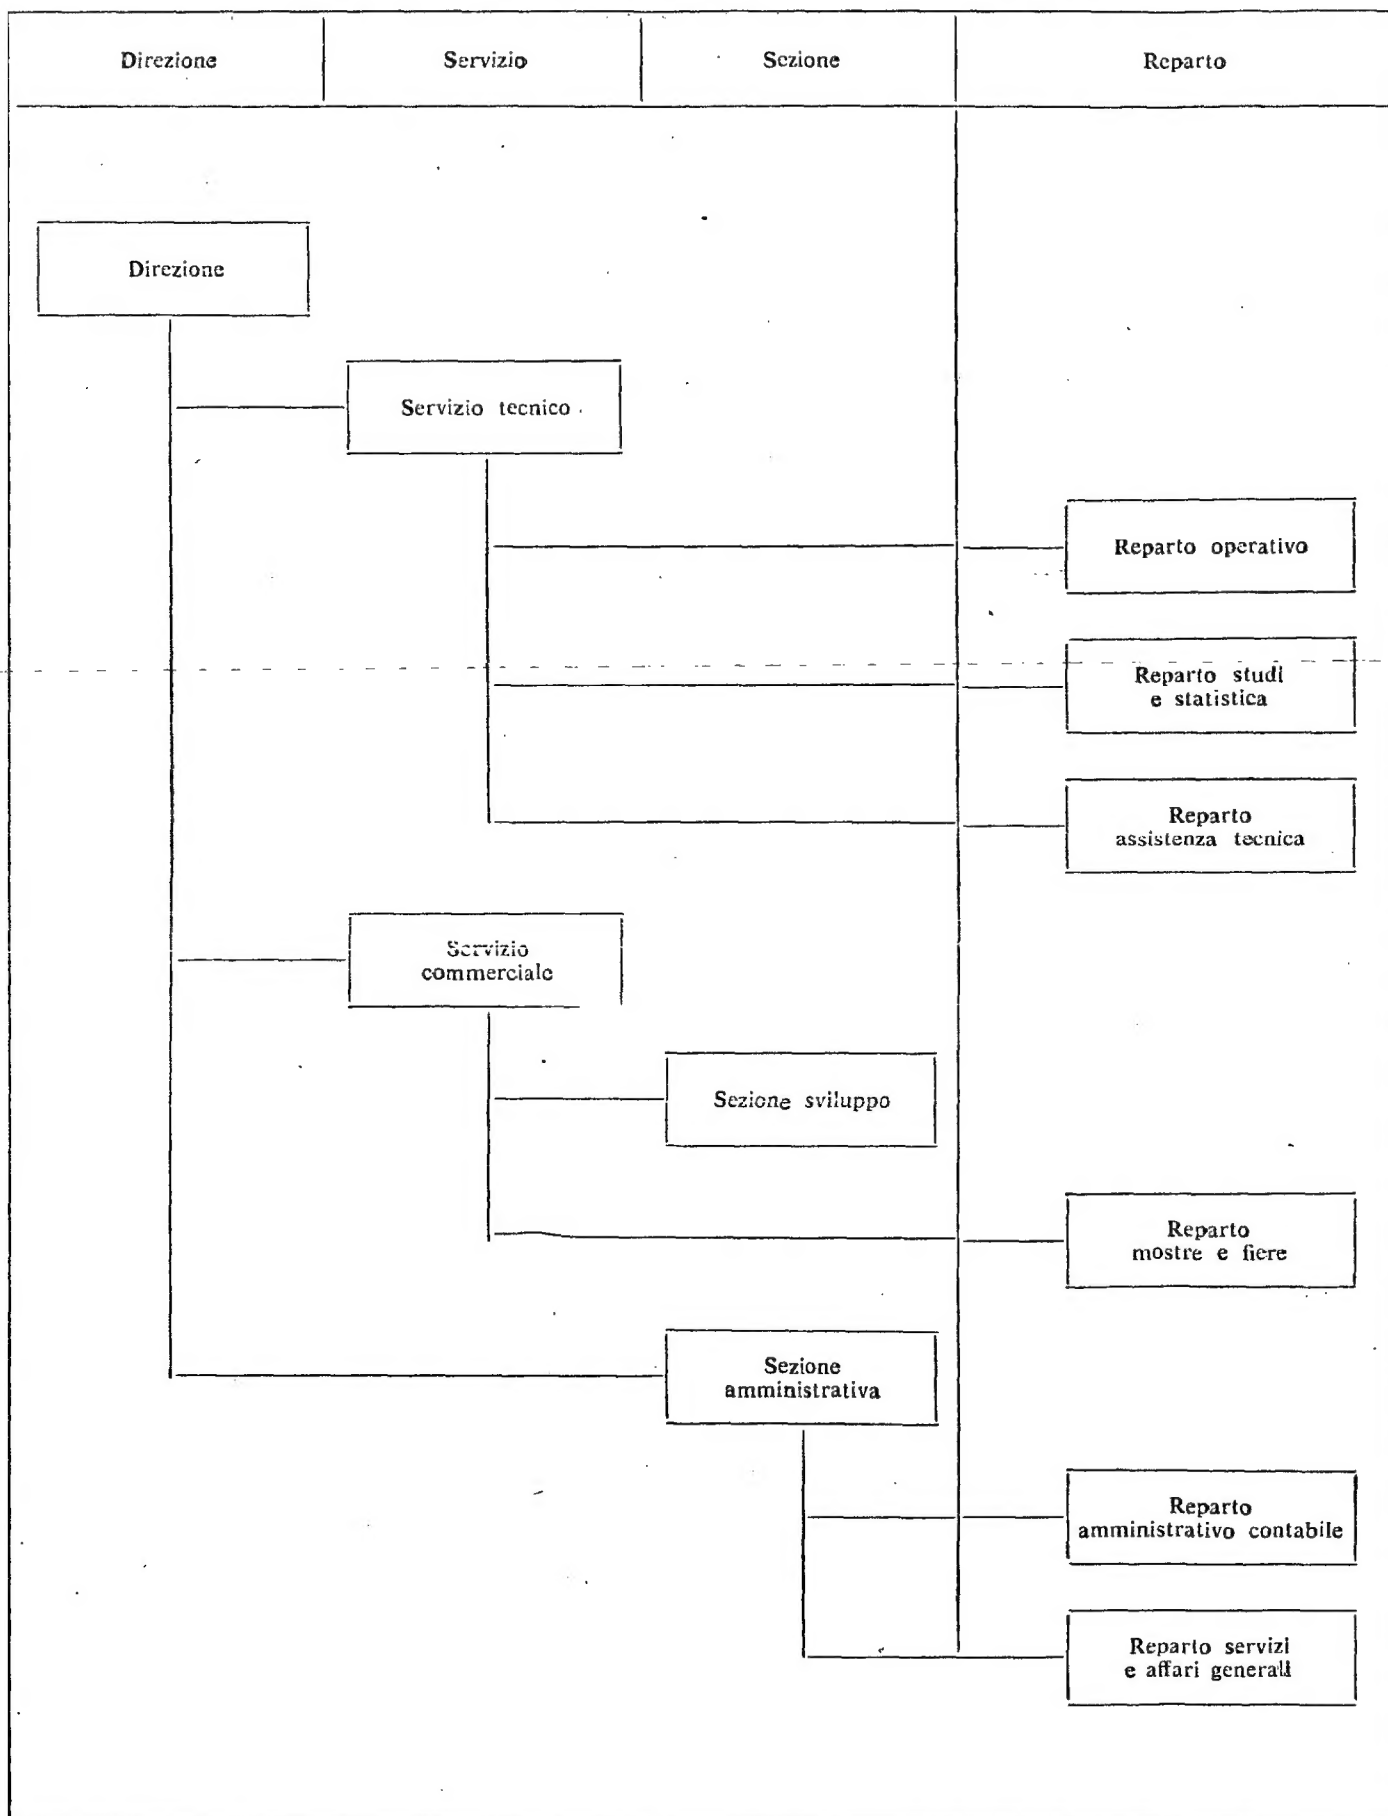 Direzione
Servizio
Sezione
Reparto
Direzione
Servizio tecnico
Reparto operativo
Reparto studi
e statistica
Reparto
assistenza tecnica
Servizio
commerciale
Sezione sviluppo
Reparto
mostre e fiere
Sezione
amministrativa
Reparto
amministrativo contabile
Reparto servizi
e affari generali